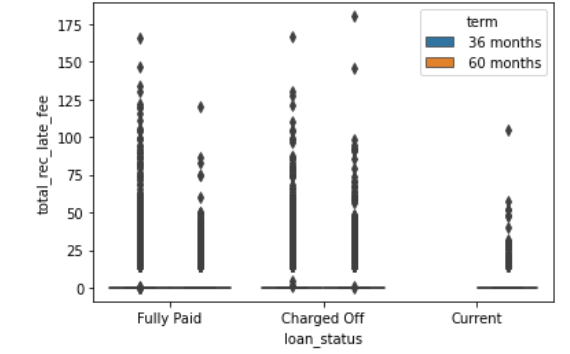 175
150
125
100
75
50
25
0
total_rec_late_fee
term
36 months
60 months
Fully Paid
Charged Off
Current
loan_status